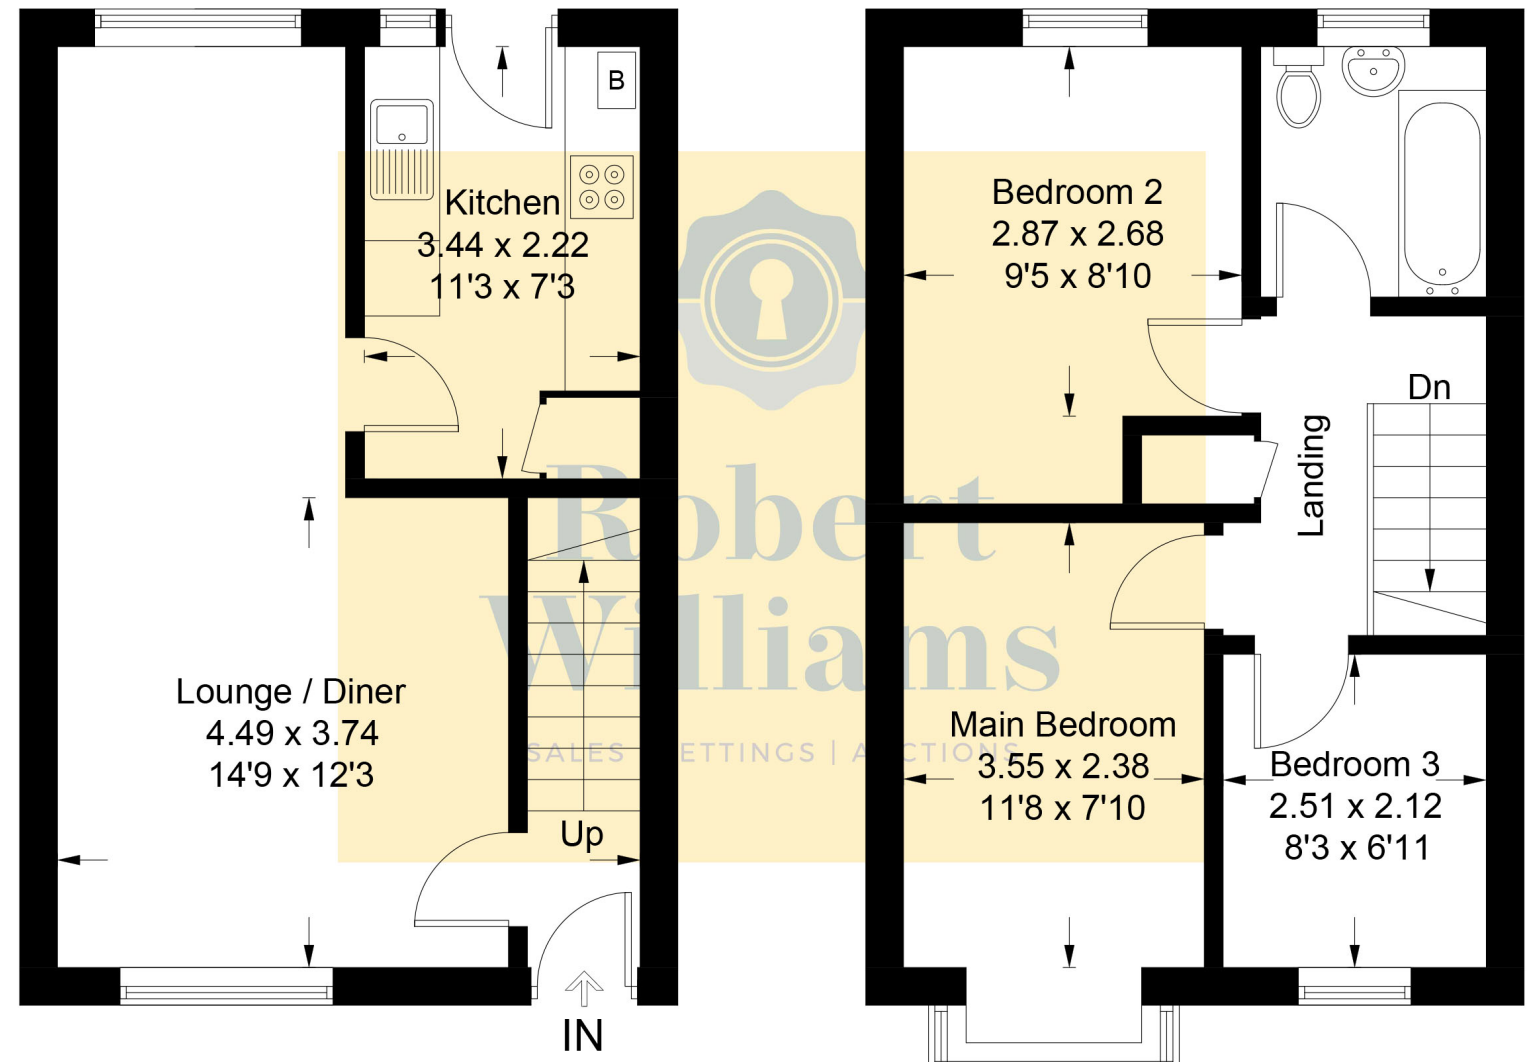 B
Kitchen
3.44 x 2.22
11'3 x 7'3
Lounge / Diner
4.49 x 3.74
14'9 x 12'3
Up
IN
Bedroom 2
2.87 x 2.68
9'5 x 8'10
Dn
Landing
Main Bedroom
3.55 x 2.38
11'8 x 7'10
Bedroom 3
2.51 x 2.12
8'3 x 6'11
Robert
Williams
SALES LETTINGS | AUCTIONS